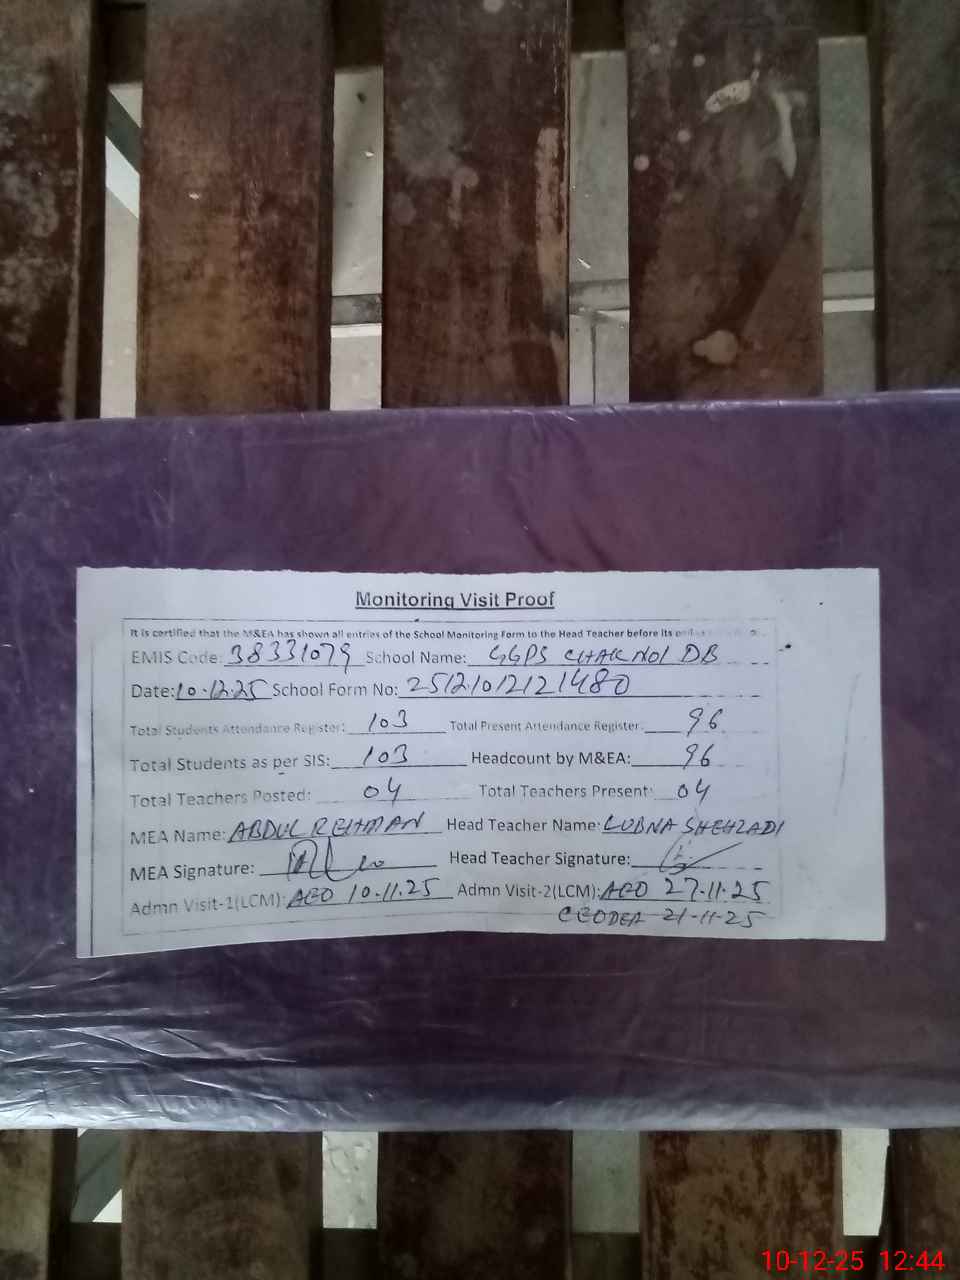 Monitoring Visit Proof
It is certified that the M&EA has shown all entries of the School Monitoring Form to the Head Teacher before its
EMIS Code: 38331079 School Name: GGPS CHAK NO1 DB
Date: 10.12.25 School Form No: 25121012121480
Total Students Attendance Register: 103 Total Present Attendance Register: 96
Total Students as per SIS: 103 Headcount by M&EA: 96
Total Teachers Posted: 04 Total Teachers Present: 04
MEA Name: ABDUL REHMAN Head Teacher Name: LUBNA SHEHZADI
MEA Signature: Head Teacher Signature:
Admn Visit-1(LCM): AEO 10.11.25 Admn Visit-2(LCM): AEO 27.11.25
CEODEA 21-11-25
10-12-25 12:44